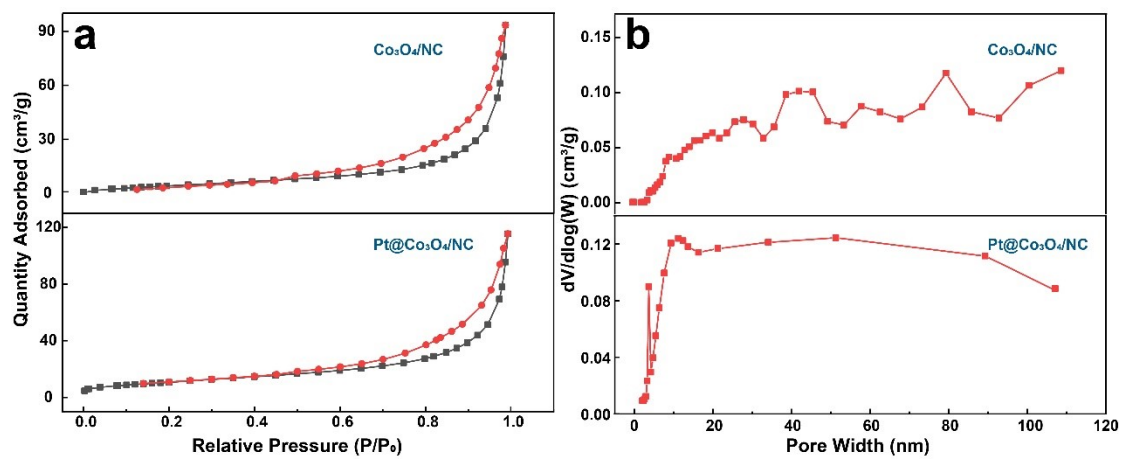 a
Co₃O₄/NC
90
60
30
0
Pt@Co₃O₄/NC
120
80
40
0
Quantity Adsorbed (cm³/g)
0.0 0.2 0.4 0.6 0.8 1.0
Relative Pressure (P/P₀)
b
Co₃O₄/NC
0.15
0.10
0.05
0.00
Pt@Co₃O₄/NC
0.12
0.08
0.04
0.00
dV/dlog(W) (cm³/g)
0 20 40 60 80 100 120
Pore Width (nm)